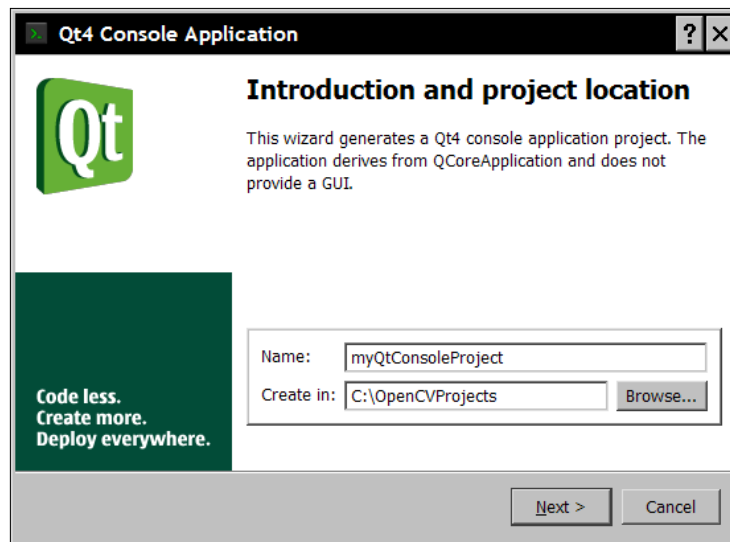 Qt4 Console Application
? ×
Qt
Introduction and project location
This wizard generates a Qt4 console application project. The
application derives from QCoreApplication and does not
provide a GUI.
Name: myQtConsoleProject
Create in: C:\OpenCVProjects Browse...
Code less.
Create more.
Deploy everywhere.
Next > Cancel